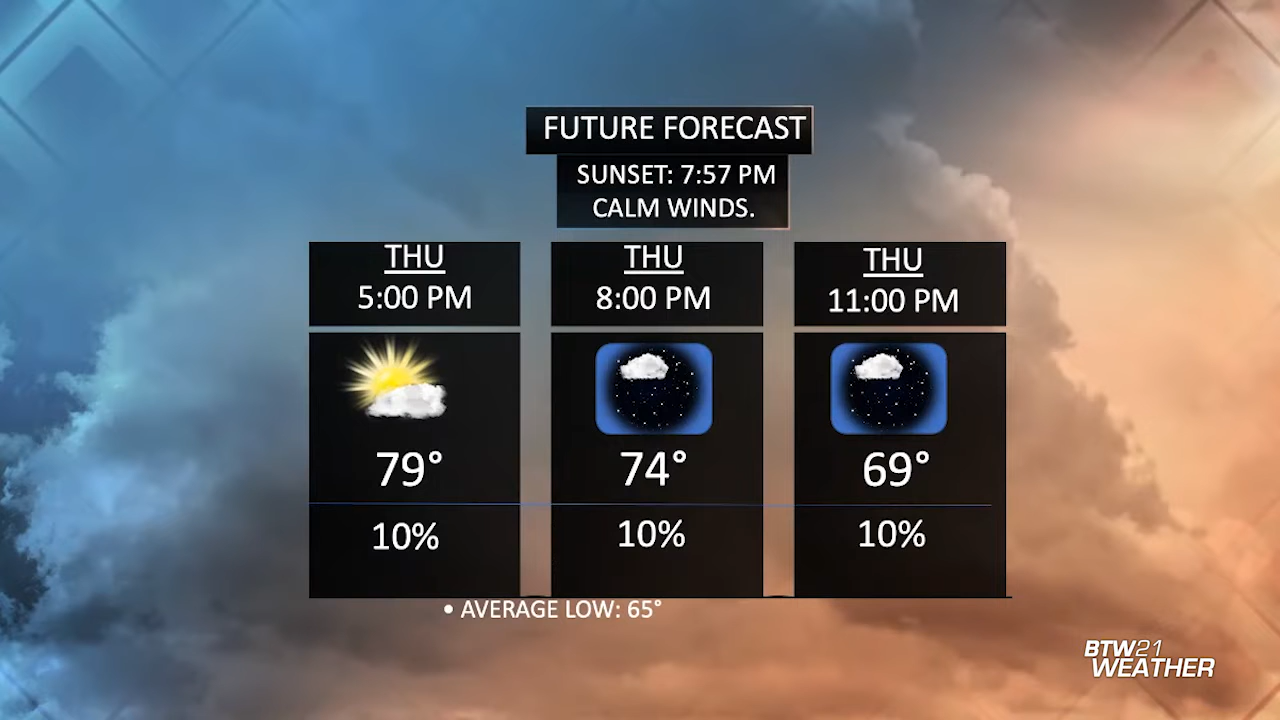 FUTURE FORECAST
SUNSET: 7:57 PM
CALM WINDS.
THU
5:00 PM
79°
10%
THU
8:00 PM
74°
10%
THU
11:00 PM
69°
10%
• AVERAGE LOW: 65°
BTW21
WEATHER